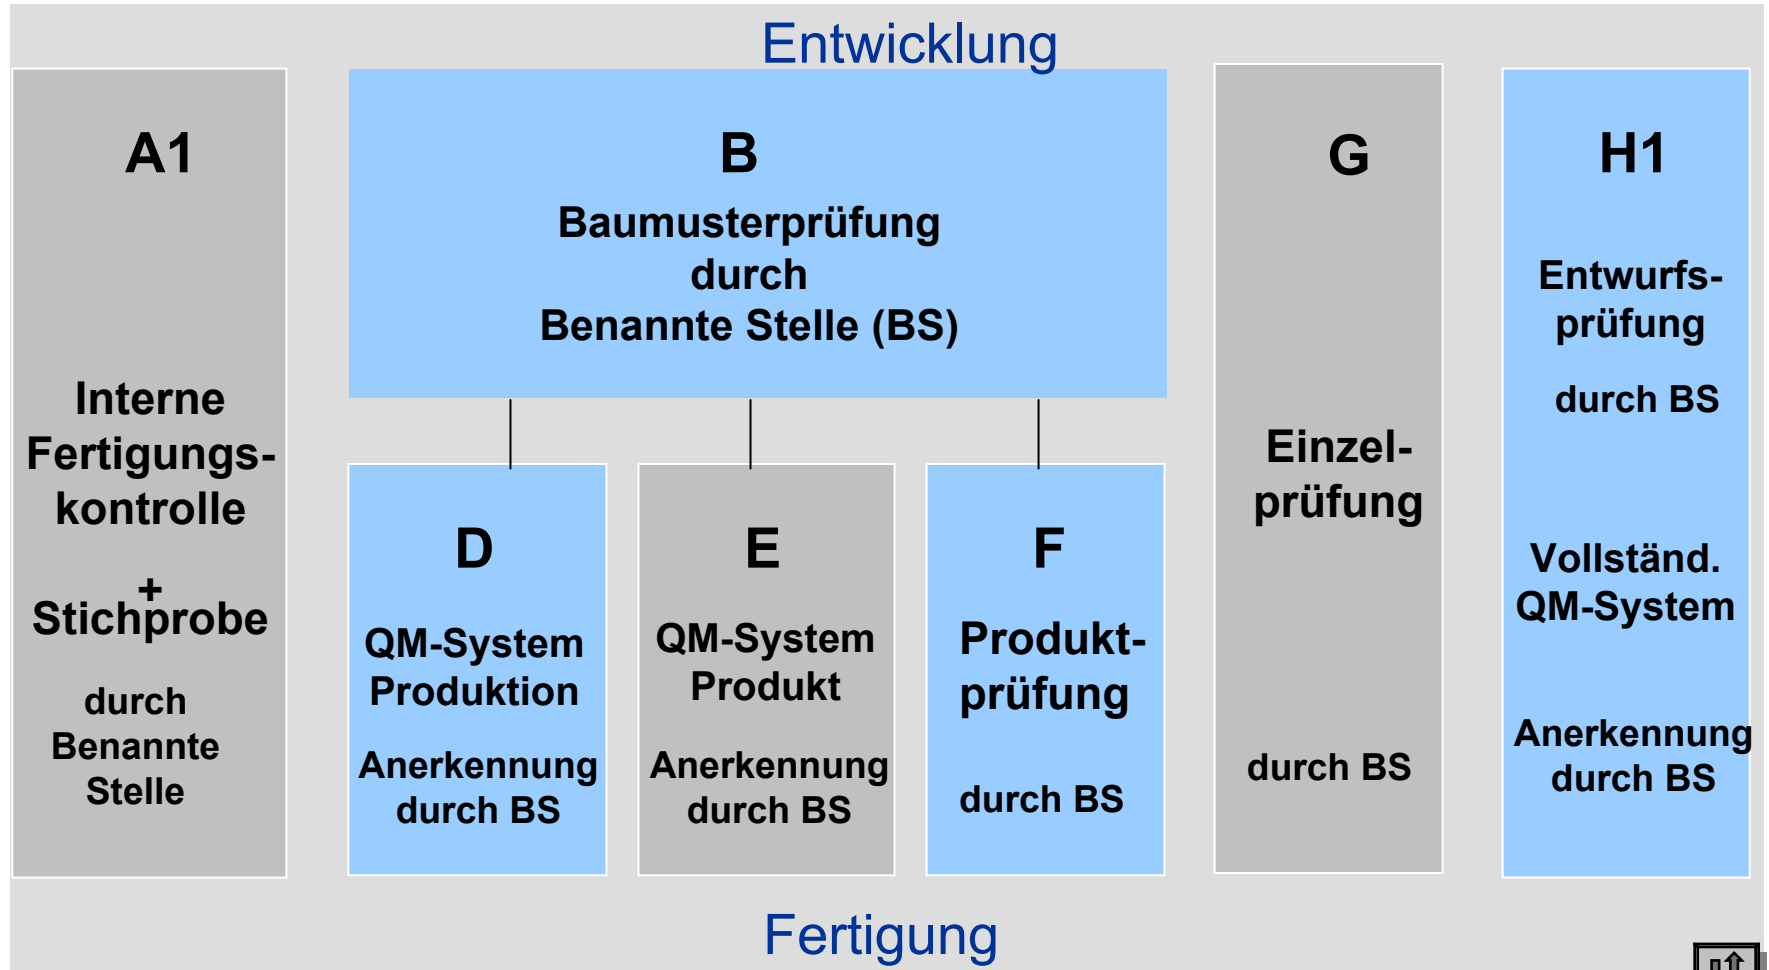 Entwicklung
A1
Interne
Fertigungs-
kontrolle
+
Stichprobe
durch
Benannte
Stelle
B
Baumusterprüfung
durch
Benannte Stelle (BS)
D
QM-System
Produktion
Anerkennung
durch BS
E
QM-System
Produkt
Anerkennung
durch BS
F
Produkt-
prüfung
durch BS
G
Einzel-
prüfung
durch BS
H1
Entwurfs-
prüfung
durch BS
Vollständ.
QM-System
Anerkennung
durch BS
Fertigung